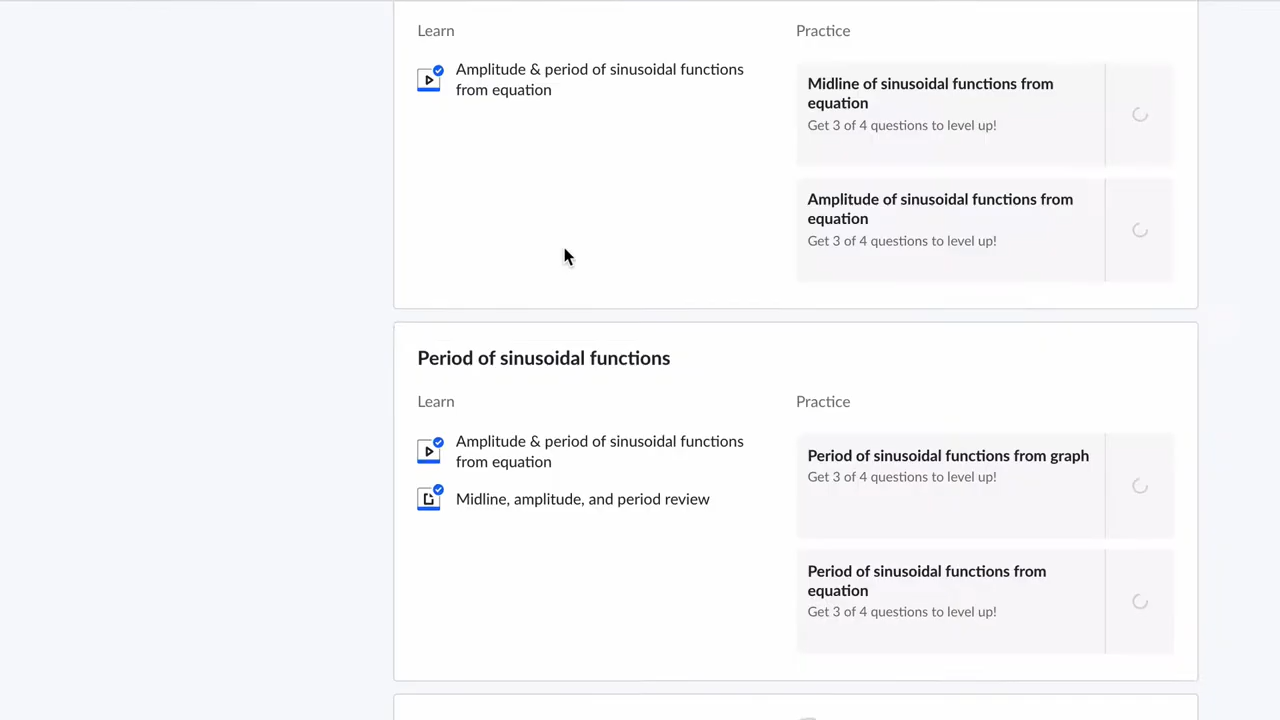 Learn
Practice
Amplitude & period of sinusoidal functions
from equation
Midline of sinusoidal functions from
equation
Get 3 of 4 questions to level up!
Amplitude of sinusoidal functions from
equation
Get 3 of 4 questions to level up!
Period of sinusoidal functions
Learn
Practice
Amplitude & period of sinusoidal functions
from equation
Midline, amplitude, and period review
Period of sinusoidal functions from graph
Get 3 of 4 questions to level up!
Period of sinusoidal functions from
equation
Get 3 of 4 questions to level up!